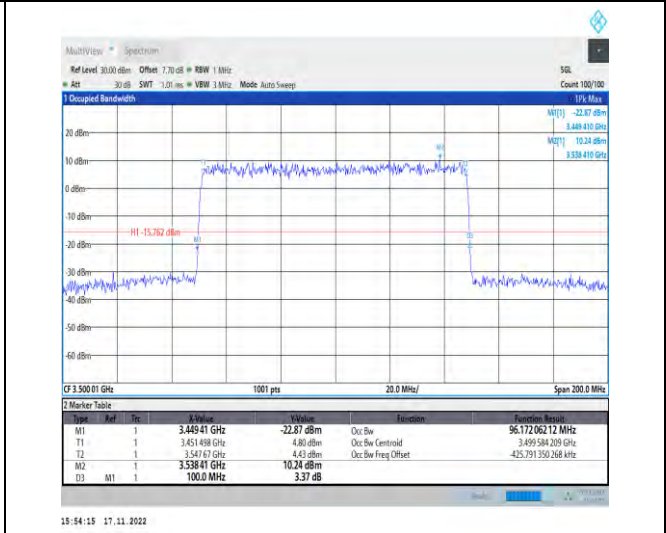 MultiView Spectrum
Ref Level 30.00 dBm Offset 7.70 dB RBW 1 MHz SGL
Att 30 dB SWT 1.01 ms VBW 3 MHz Mode Auto Sweep Count 100/100
1 Occupied Bandwidth 1Pk Max
M1[1] -22.87 dBm
3.449 410 GHz
M2[1] 10.24 dBm
3.538 410 GHz
20 dBm
10 dBm
0 dBm
-10 dBm
H1 -15.762 dBm
M1
-20 dBm
-30 dBm
-40 dBm
-50 dBm
-60 dBm
CF 3.500 01 GHz 1001 pts 20.0 MHz/ Span 200.0 MHz
2 Marker Table
Type Ref Trc X-Value Y-Value Function Function Result
M1 1 3.449 41 GHz -22.87 dBm Occ Bw 96.172 062 12 MHz
T1 1 3.451 498 GHz 4.80 dBm Occ Bw Centroid 3.499 584 209 GHz
T2 1 3.547 67 GHz 4.43 dBm Occ Bw Freq Offset -425.791 350 268 kHz
M2 1 3.538 41 GHz 10.24 dBm
D3 M1 1 100.0 MHz 3.37 dB
15:54:15 17.11.2022